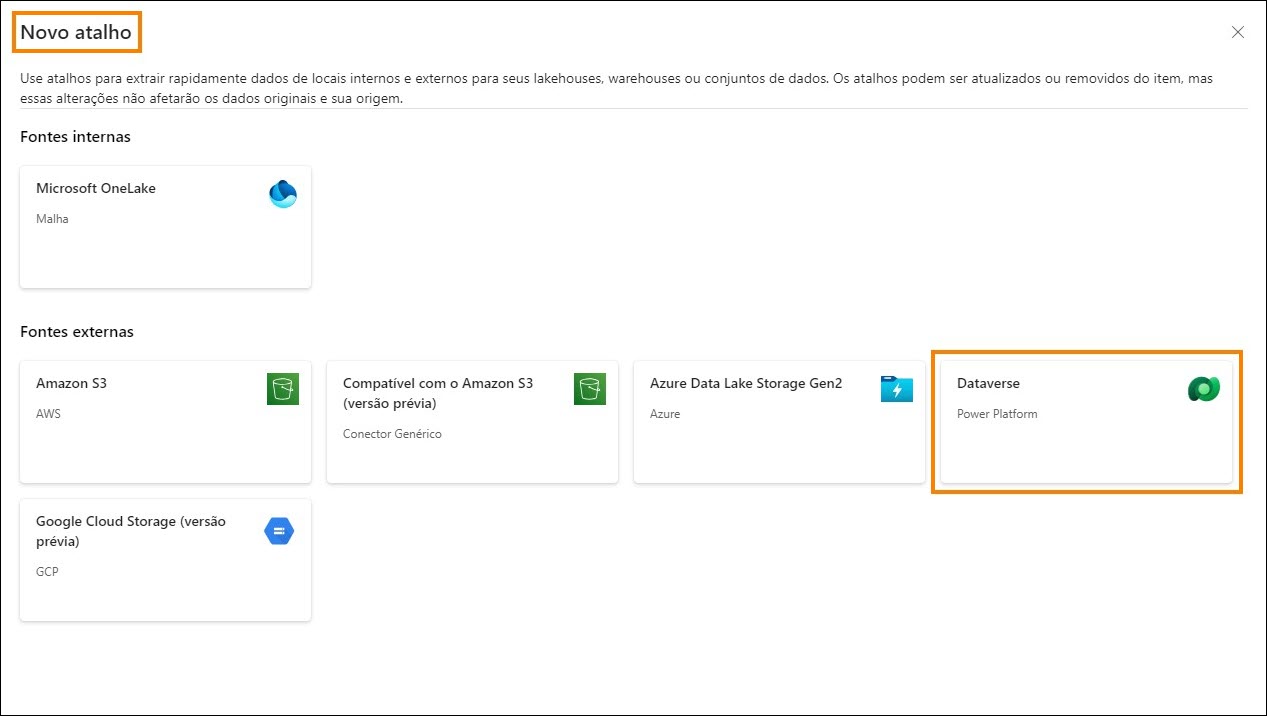 Novo atalho
Use atalhos para extrair rapidamente dados de locais internos e externos para seus lakehouses, warehouses ou conjuntos de dados. Os atalhos podem ser atualizados ou removidos do item, mas
essas alterações não afetarão os dados originais e sua origem.
Fontes internas
Microsoft OneLake
Malha
Fontes externas
Amazon S3
AWS
Compatível com o Amazon S3
(versão prévia)
Conector Genérico
Azure Data Lake Storage Gen2
Azure
Dataverse
Power Platform
Google Cloud Storage (versão
prévia)
GCP